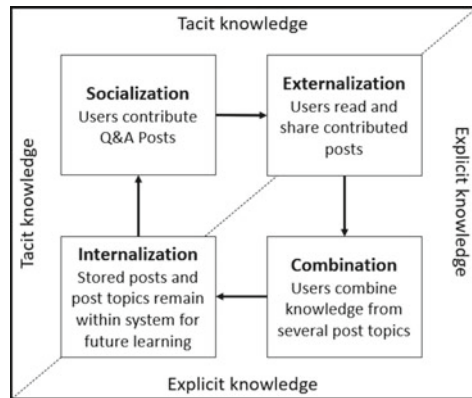 Tacit knowledge
Socialization
Users contribute
Q&A Posts
Externalization
Users read and
share contributed
posts
Tacit knowledge
Explicit knowledge
Internalization
Stored posts and
post topics remain
within system for
future learning
Combination
Users combine
knowledge from
several post topics
Explicit knowledge